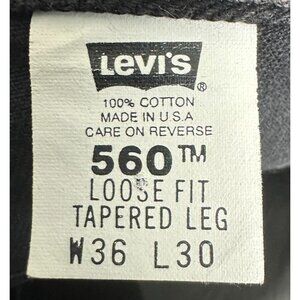 Levi's ®
100% COTTON
MADE IN U.S.A
CARE ON REVERSE
560™
LOOSE FIT
TAPERED LEG
W36 L30